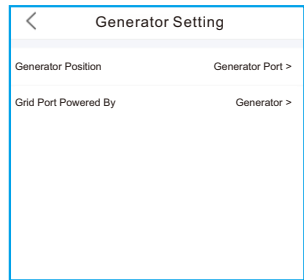 Generator Setting
Generator Position Generator Port >
Grid Port Powered By Generator >